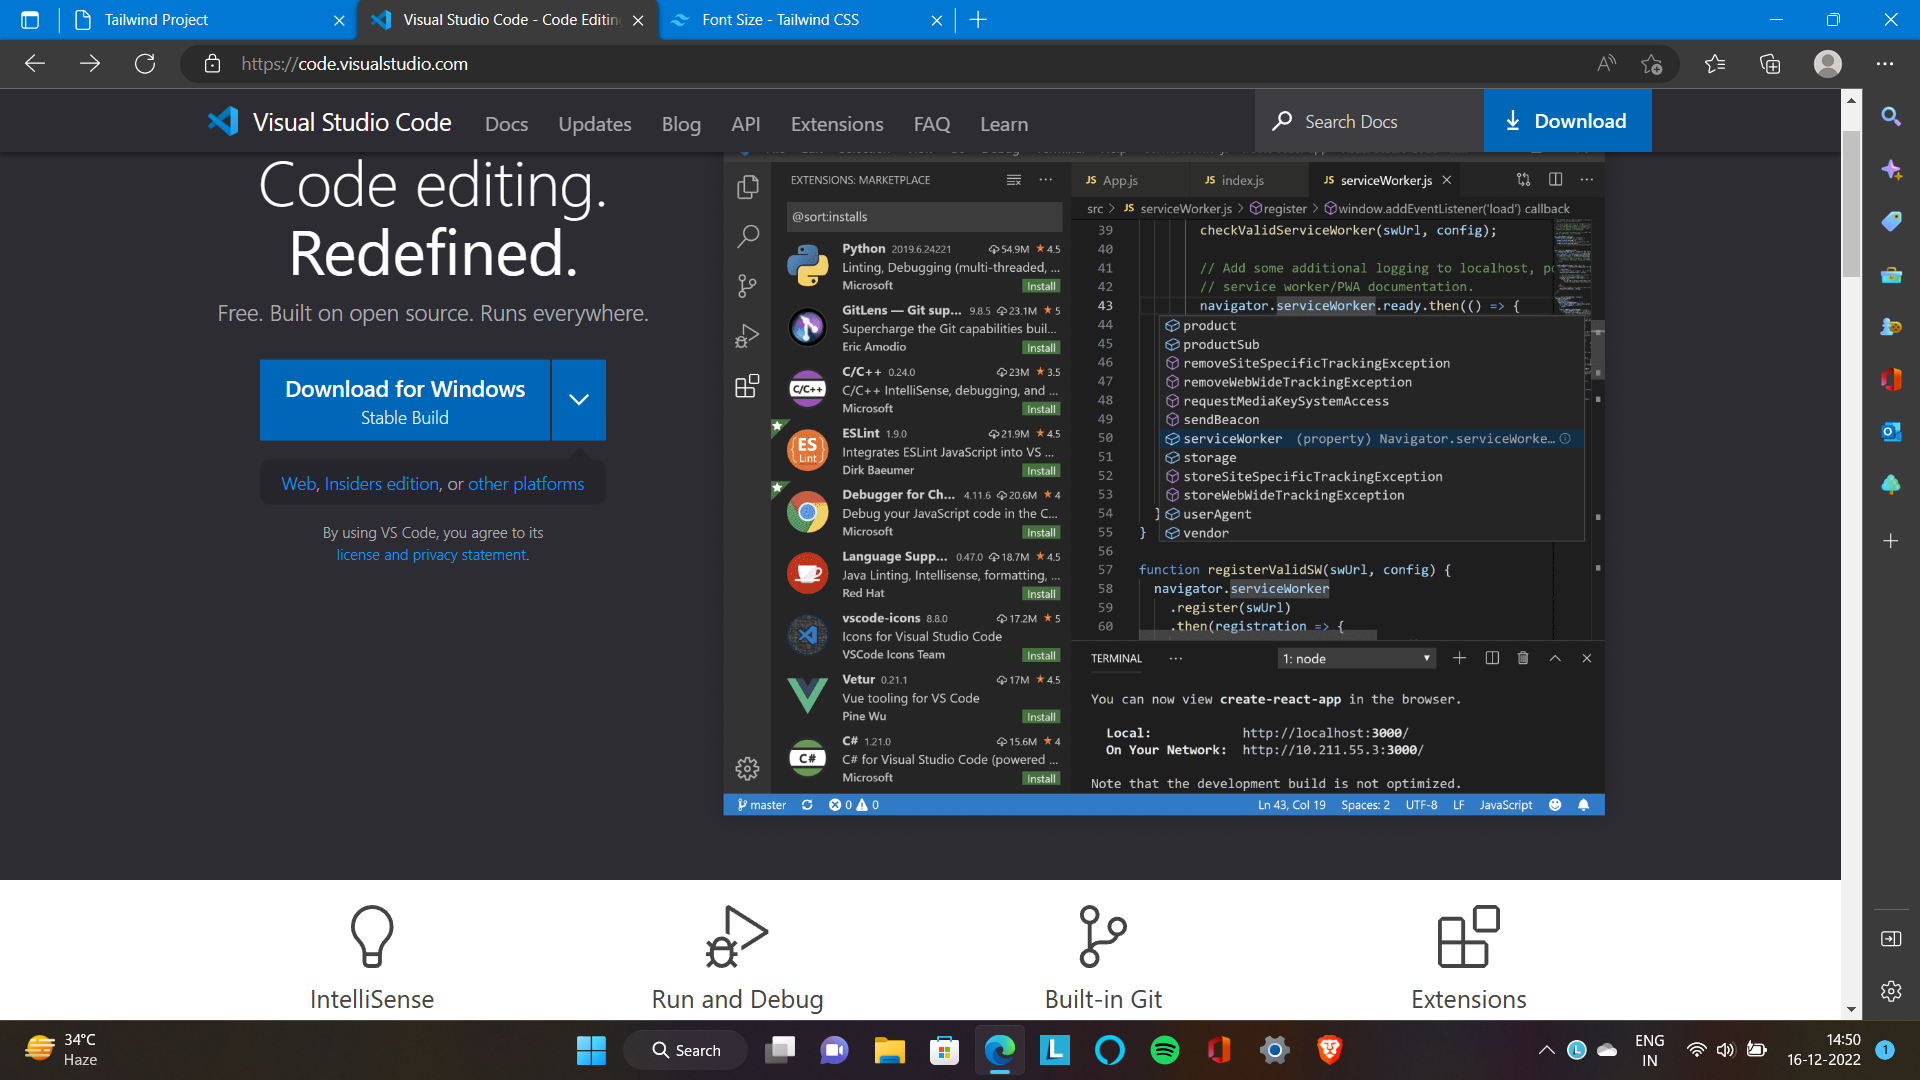 Tailwind Project
Visual Studio Code - Code Editin
Font Size - Tailwind CSS
https://code.visualstudio.com
Visual Studio Code
Docs
Updates
Blog
API
Extensions
FAQ
Learn
Search Docs
Download
Code editing.
Redefined.
Free. Built on open source. Runs everywhere.
Download for Windows
Stable Build
Web, Insiders edition, or other platforms
By using VS Code, you agree to its
license and privacy statement.
EXTENSIONS: MARKETPLACE
@sort:installs
Python 2019.6.24221 54.9M ★ 4.5
Linting, Debugging (multi-threaded, ...
Microsoft Install
GitLens — Git sup... 9.8.5 23.1M ★ 5
Supercharge the Git capabilities buil...
Eric Amodio Install
C/C++
C/C++ 0.24.0 23M ★ 3.5
C/C++ IntelliSense, debugging, and ...
Microsoft Install
ES
Lint
ESLint 1.9.0 21.9M ★ 4.5
Integrates ESLint JavaScript into VS ...
Dirk Baeumer Install
Debugger for Ch... 4.11.6 20.6M ★ 4
Debug your JavaScript code in the C...
Microsoft Install
Language Supp... 0.47.0 18.7M ★ 4.5
Java Linting, Intellisense, formatting, ...
Red Hat Install
vscode-icons 8.8.0 17.2M ★ 5
Icons for Visual Studio Code
VSCode Icons Team Install
Vetur 0.21.1 17M ★ 4.5
Vue tooling for VS Code
Pine Wu Install
C#
C# 1.21.0 15.6M ★ 4
C# for Visual Studio Code (powered ...
Microsoft Install
JS App.js
JS index.js
JS serviceWorker.js
src > JS serviceWorker.js > register > window.addEventListener('load') callback
39 checkValidServiceWorker(swUrl, config);
40
41 // Add some additional logging to localhost, po
42 // service worker/PWA documentation.
43 navigator.serviceWorker.ready.then(() => {
44 product
45 productSub
46 removeSiteSpecificTrackingException
47 removeWebWideTrackingException
48 requestMediaKeySystemAccess
49 sendBeacon
50 serviceWorker (property) Navigator.serviceWorke...
51 storage
52 storeSiteSpecificTrackingException
53 storeWebWideTrackingException
54 } userAgent
55 } vendor
56
57 function registerValidSW(swUrl, config) {
58 navigator.serviceWorker
59 .register(swUrl)
60 .then(registration => {
TERMINAL
1: node
You can now view create-react-app in the browser.
Local: http://localhost:3000/
On Your Network: http://10.211.55.3:3000/
Note that the development build is not optimized.
master 0 0
Ln 43, Col 19 Spaces: 2 UTF-8 LF JavaScript
IntelliSense
Run and Debug
Built-in Git
Extensions
34°C
Haze
Search
ENG
IN
14:50
16-12-2022
1